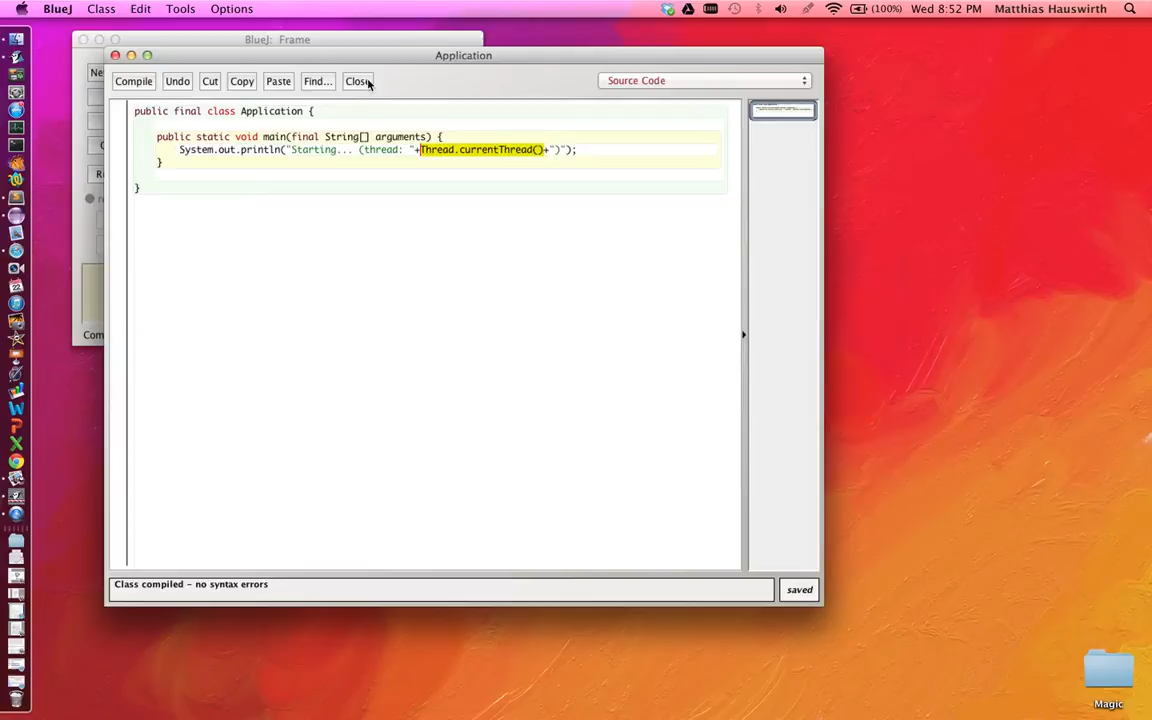 BlueJ Class Edit Tools Options (100%) Wed 8:52 PM Matthias Hauswirth
BlueJ: Frame
Application
Ne
Compile Undo Cut Copy Paste Find... Close Source Code
public final class Application {
public static void main(final String[] arguments) {
System.out.println("Starting... (thread: "+Thread.currentThread()+")");
}
}
C
R
Com
Class compiled - no syntax errors
saved
Magic